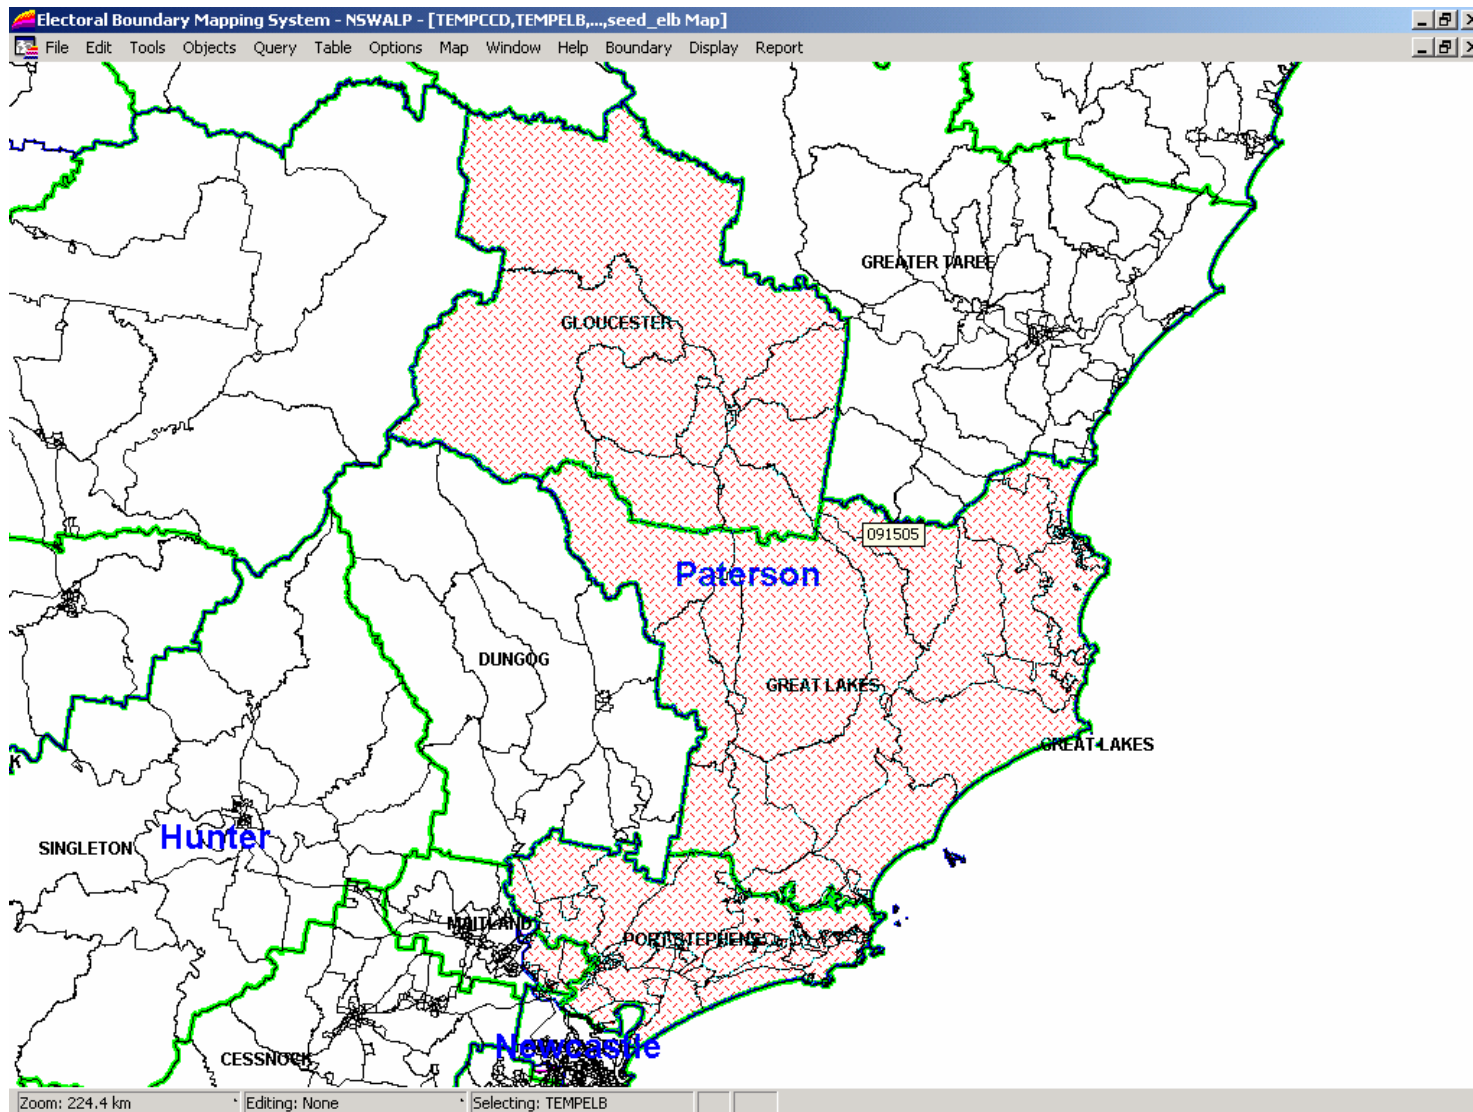 Electoral Boundary Mapping System - NSWALP - [TEMPCCD,TEMPELB,...,seed_elb Map]
File Edit Tools Objects Query Table Options Map Window Help Boundary Display Report
GREATER TAREE
GLOUCESTER
091505
Paterson
DUNGOG
GREAT LAKES
GREAT LAKES
K
Hunter
SINGLETON
MAITLAND
PORT STEPHENS
Newcastle
CESSNOCK
Zoom: 224.4 km Editing: None Selecting: TEMPELB